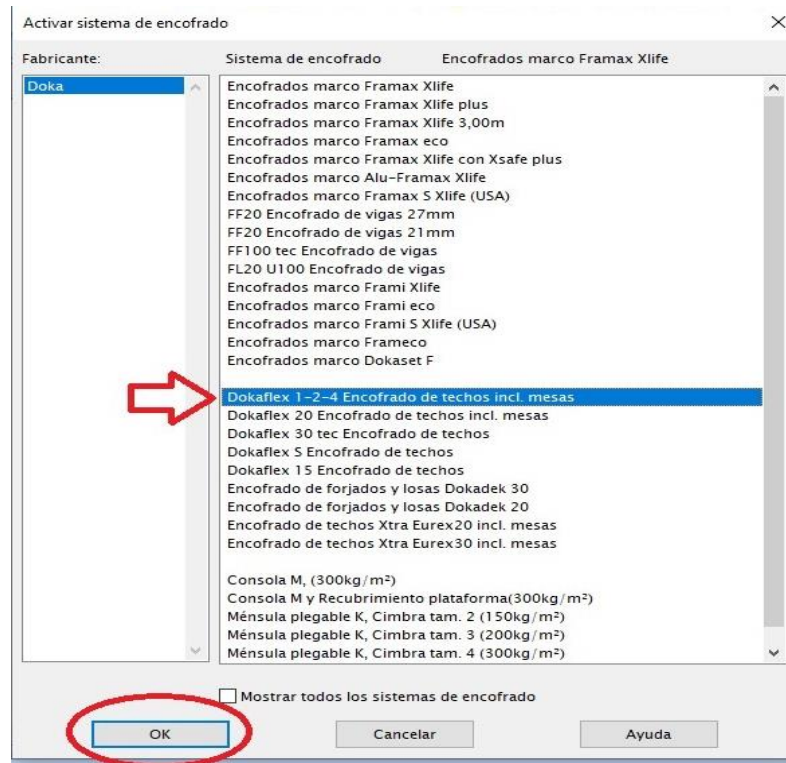 Activar sistema de encofrado
Fabricante:
Sistema de encofrado Encofrados marco Framax Xlife
Doka
Encofrados marco Framax Xlife
Encofrados marco Framax Xlife plus
Encofrados marco Framax Xlife 3,00m
Encofrados marco Framax eco
Encofrados marco Framax Xlife con Xsafe plus
Encofrados marco Alu-Framax Xlife
Encofrados marco Framax S Xlife (USA)
FF20 Encofrado de vigas 27mm
FF20 Encofrado de vigas 21mm
FF100 tec Encofrado de vigas
FL20 U100 Encofrado de vigas
Encofrados marco Frami Xlife
Encofrados marco Frami eco
Encofrados marco Frami S Xlife (USA)
Encofrados marco Frameco
Encofrados marco Dokaset F
Dokaflex 1-2-4 Encofrado de techos incl. mesas
Dokaflex 20 Encofrado de techos incl. mesas
Dokaflex 30 tec Encofrado de techos
Dokaflex S Encofrado de techos
Dokaflex 15 Encofrado de techos
Encofrado de forjados y losas Dokadek 30
Encofrado de forjados y losas Dokadek 20
Encofrado de techos Xtra Eurex20 incl. mesas
Encofrado de techos Xtra Eurex30 incl. mesas
Consola M, (300kg/m²)
Consola M y Recubrimiento plataforma(300kg/m²)
Ménsula plegable K, Cimbra tam. 2 (150kg/m²)
Ménsula plegable K, Cimbra tam. 3 (200kg/m²)
Ménsula plegable K, Cimbra tam. 4 (300kg/m²)
Mostrar todos los sistemas de encofrado
OK Cancelar Ayuda